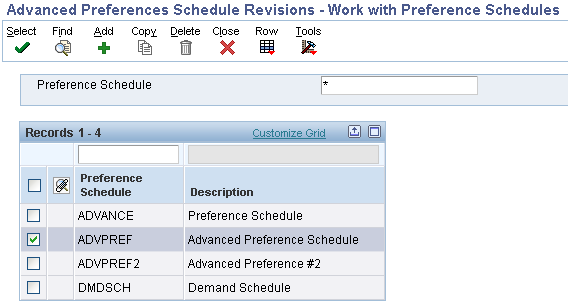 Advanced Preferences Schedule Revisions - Work with Preference Schedules
Select Find Add Copy Delete Close Row Tools
Preference Schedule *
Records 1 - 4 Customize Grid
Preference Schedule Description
ADVANCE Preference Schedule
ADVPREF Advanced Preference Schedule
ADVPREF2 Advanced Preference #2
DMDSCH Demand Schedule